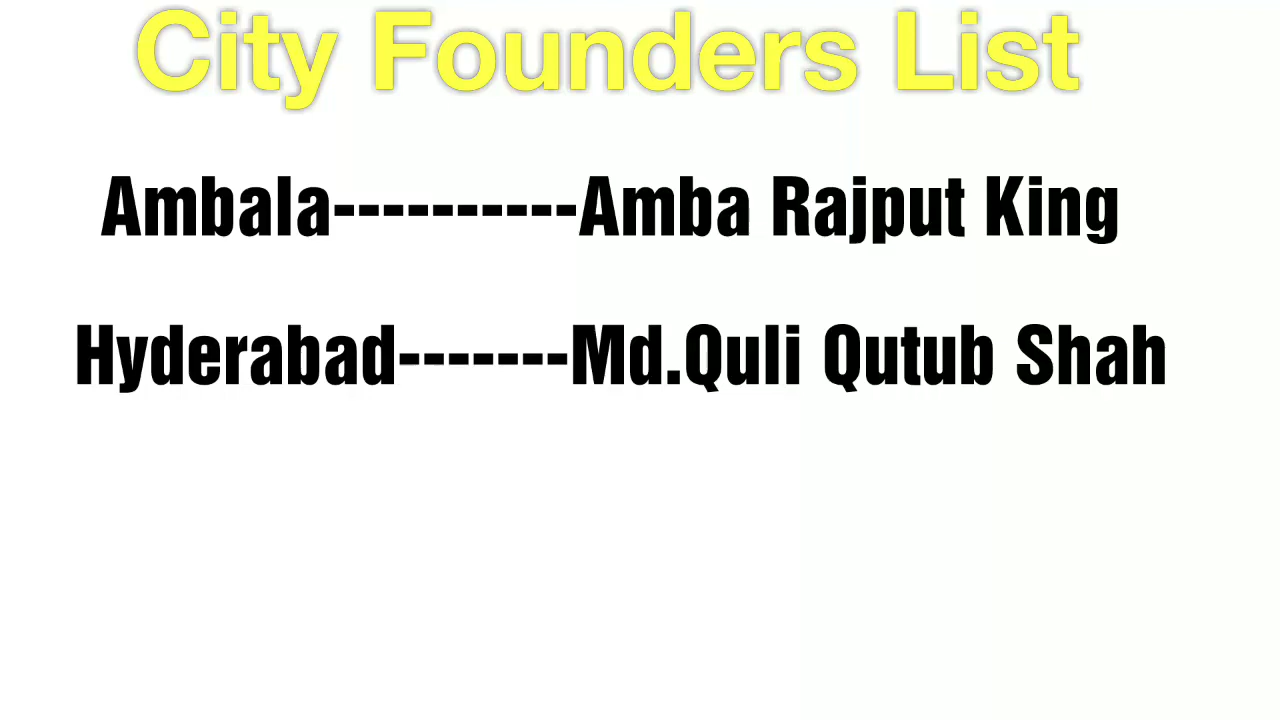 City Founders List
Ambala----------Amba Rajput King
Hyderabad-------Md.Quli Qutub Shah